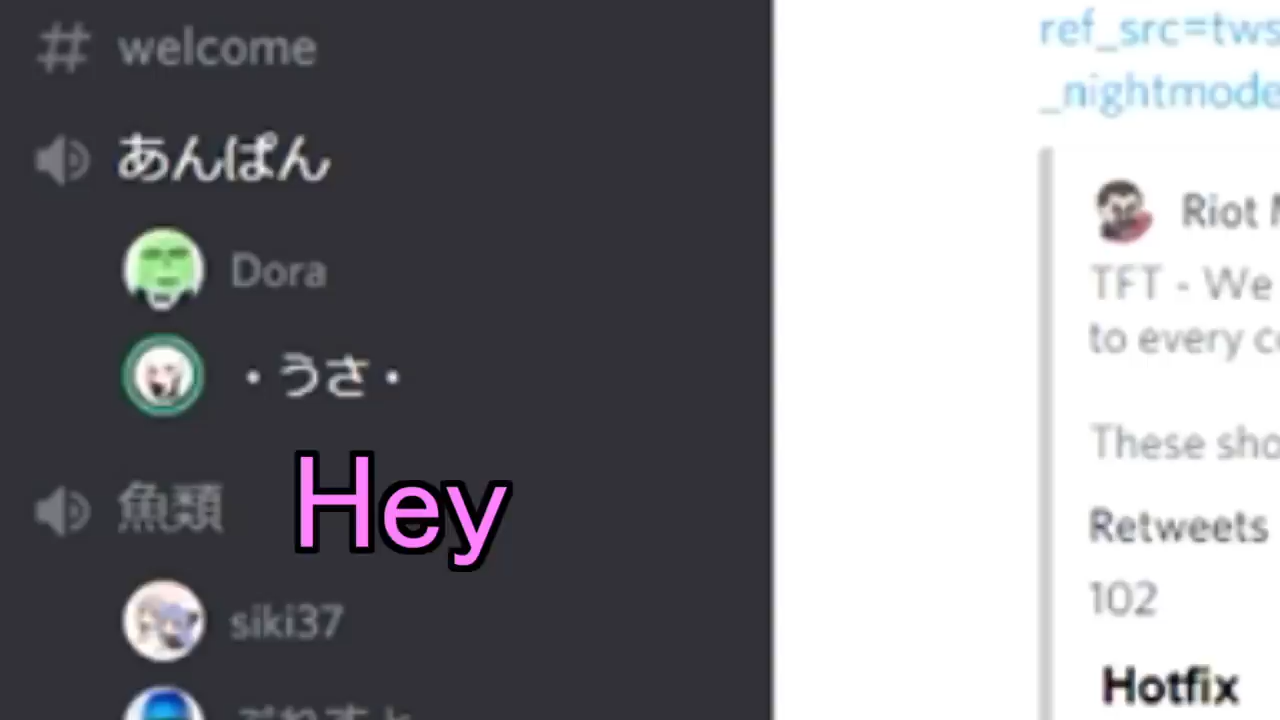 welcome
あんぱん
Dora
・うさ・
魚類
Hey
siki37
ref_src=tws
_nightmode
Riot
TFT - We
to every
These sho
Retweets
102
Hotfix